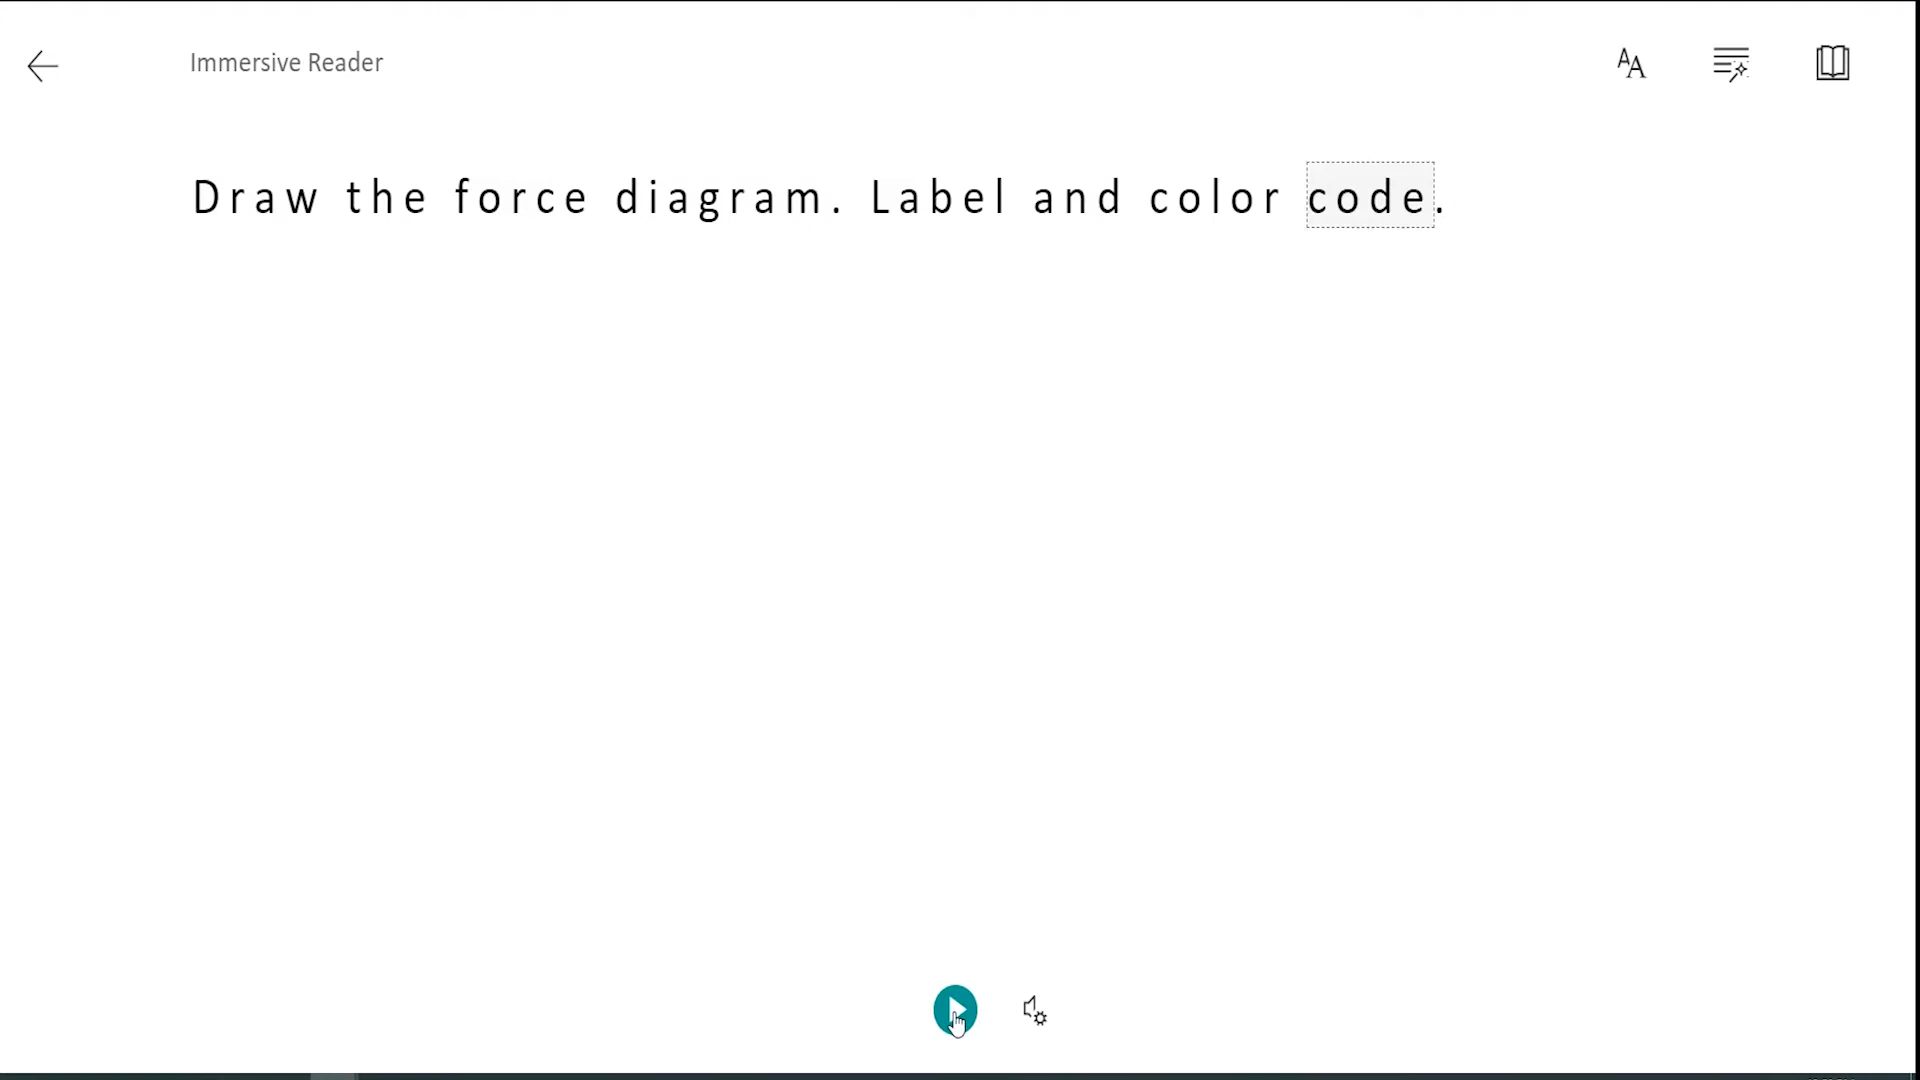 Immersive Reader
Draw the force diagram. Label and color code.